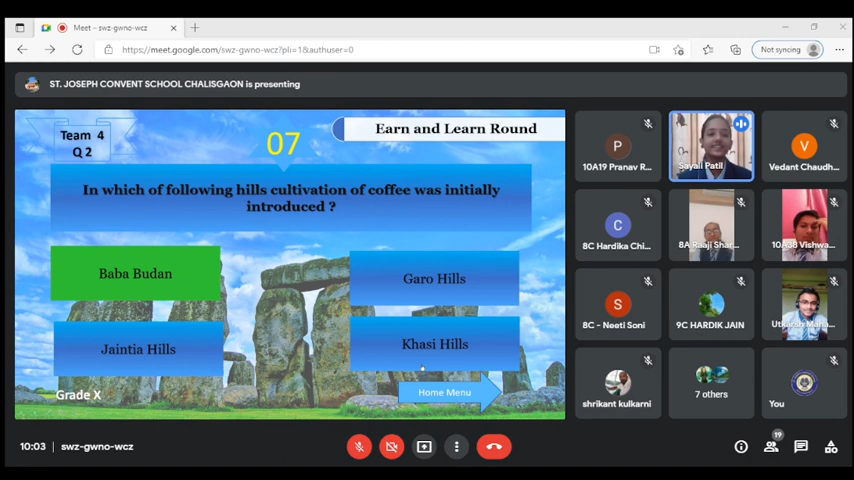 Meet – swz-gwno-wcz
https://meet.google.com/swz-gwno-wcz?pli=1&authuser=0
Not syncing
ST. JOSEPH CONVENT SCHOOL CHALISGAON is presenting
Team 4
Q 2
07
Earn and Learn Round
In which of following hills cultivation of coffee was initially
introduced ?
Baba Budan
Garo Hills
Jaintia Hills
Khasi Hills
Grade X
Home Menu
P
10A19 Pranav R...
Sayali Patil
V
Vedant Chaudh...
C
8C Hardika Chi...
8A Raaji Shar...
10A38 Vishwa...
S
8C - Neeti Soni
9C HARDIK JAIN
Utkarsh Maha...
shrikant kulkarni
7 others
You
10:03 | swz-gwno-wcz
19